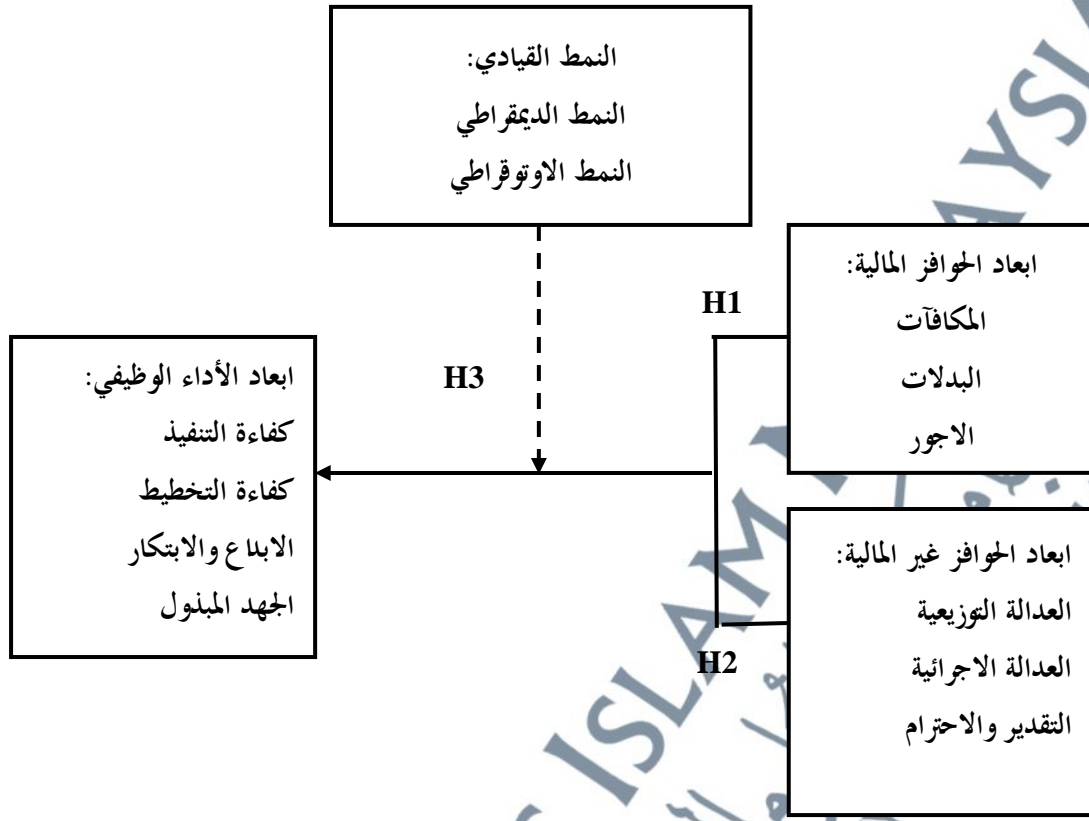 النمط القيادي:
النمط الديمقراطي
النمط الاوتوقراطي
ابعاد الحوافز المالية:
المكافآت
البدلات
الاجور
H1
H3
ابعاد الأداء الوظيفي:
كفاءة التنفيذ
كفاءة التخطيط
الابداع والابتكار
الجهد المبذول
ابعاد الحوافز غير المالية:
العدالة التوزيعية
العدالة الاجرائية
التقدير والاحترام
H2
ISLAM